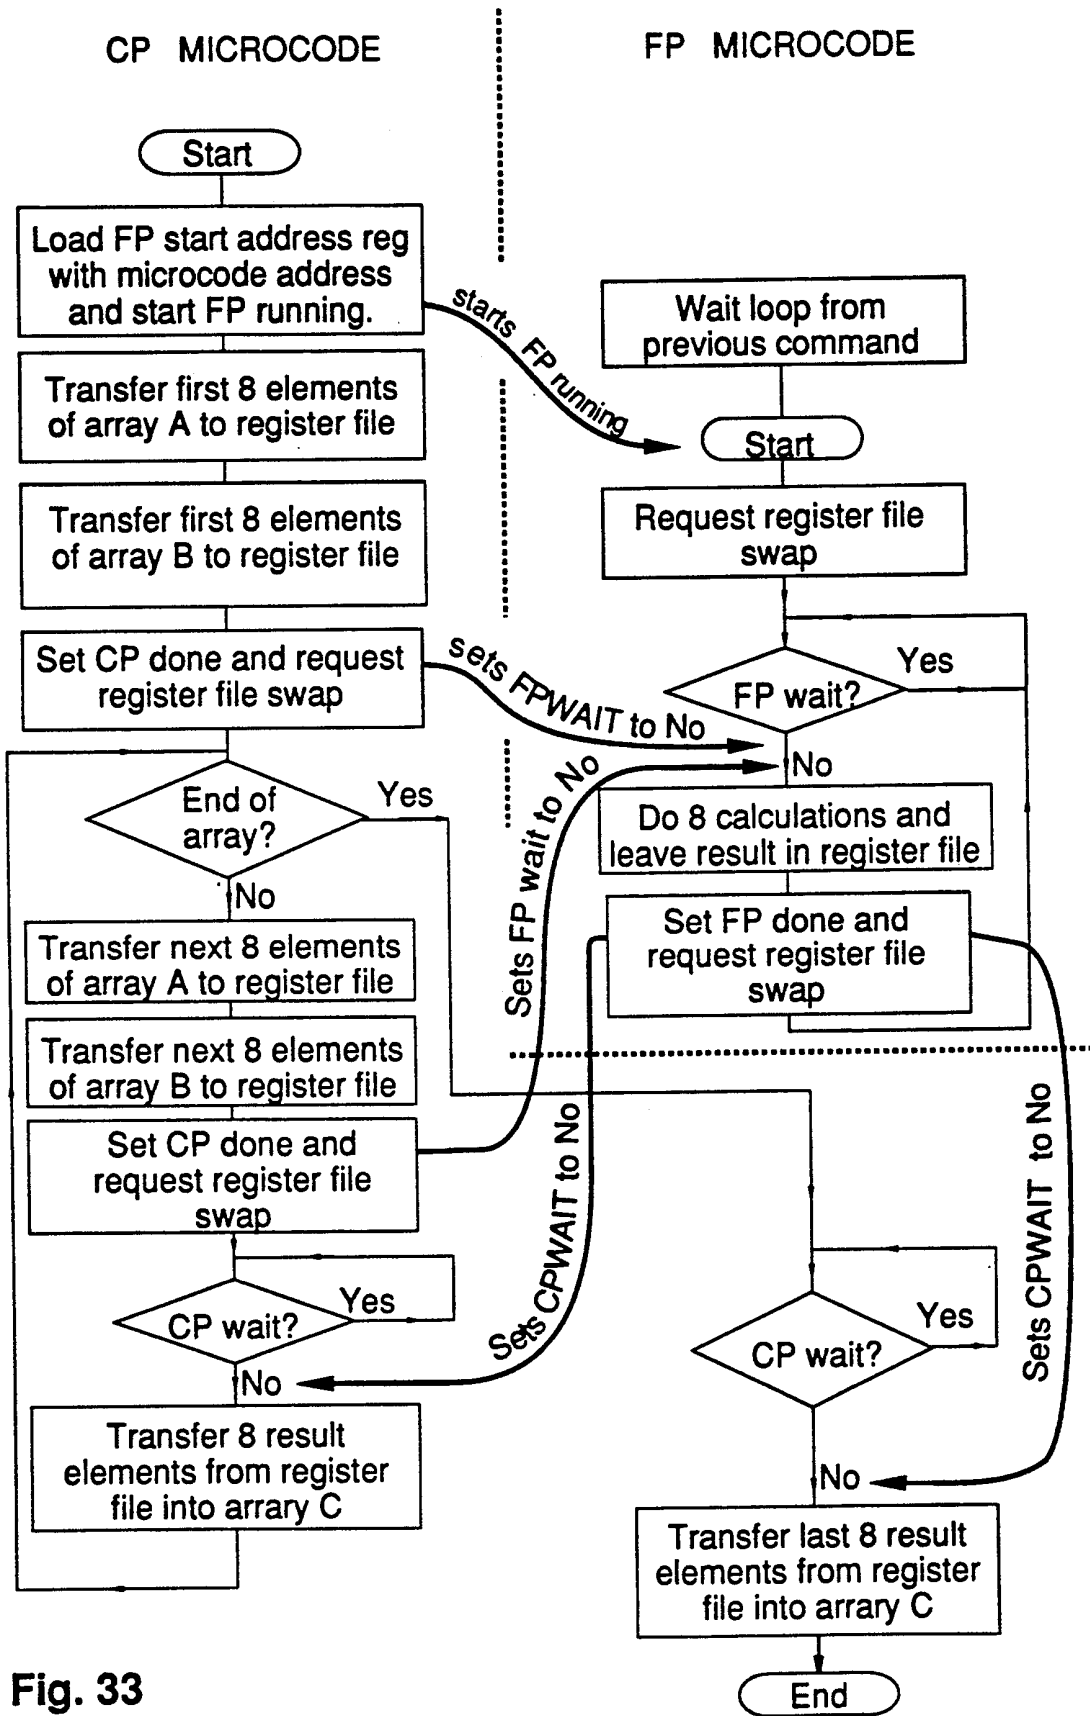 CP MICROCODE
FP MICROCODE
Start
Load FP start address reg
with microcode address
and start FP running.
starts FP running
Wait loop from
previous command
Transfer first 8 elements
of array A to register file
Start
Transfer first 8 elements
of array B to register file
Request register file
swap
Set CP done and request
register file swap
sets FPWAIT to No
FP wait?
Yes
No
End of
array?
Yes
No
Sets FP wait to No
Do 8 calculations and
leave result in register file
Set FP done and
request register file
swap
Transfer next 8 elements
of array A to register file
Transfer next 8 elements
of array B to register file
Set CP done and
request register file
swap
Sets CPWAIT to No
Sets CPWAIT to No
CP wait?
Yes
No
CP wait?
Yes
No
Transfer 8 result
elements from register
file into arrary C
Transfer last 8 result
elements from register
file into arrary C
End
Fig. 33